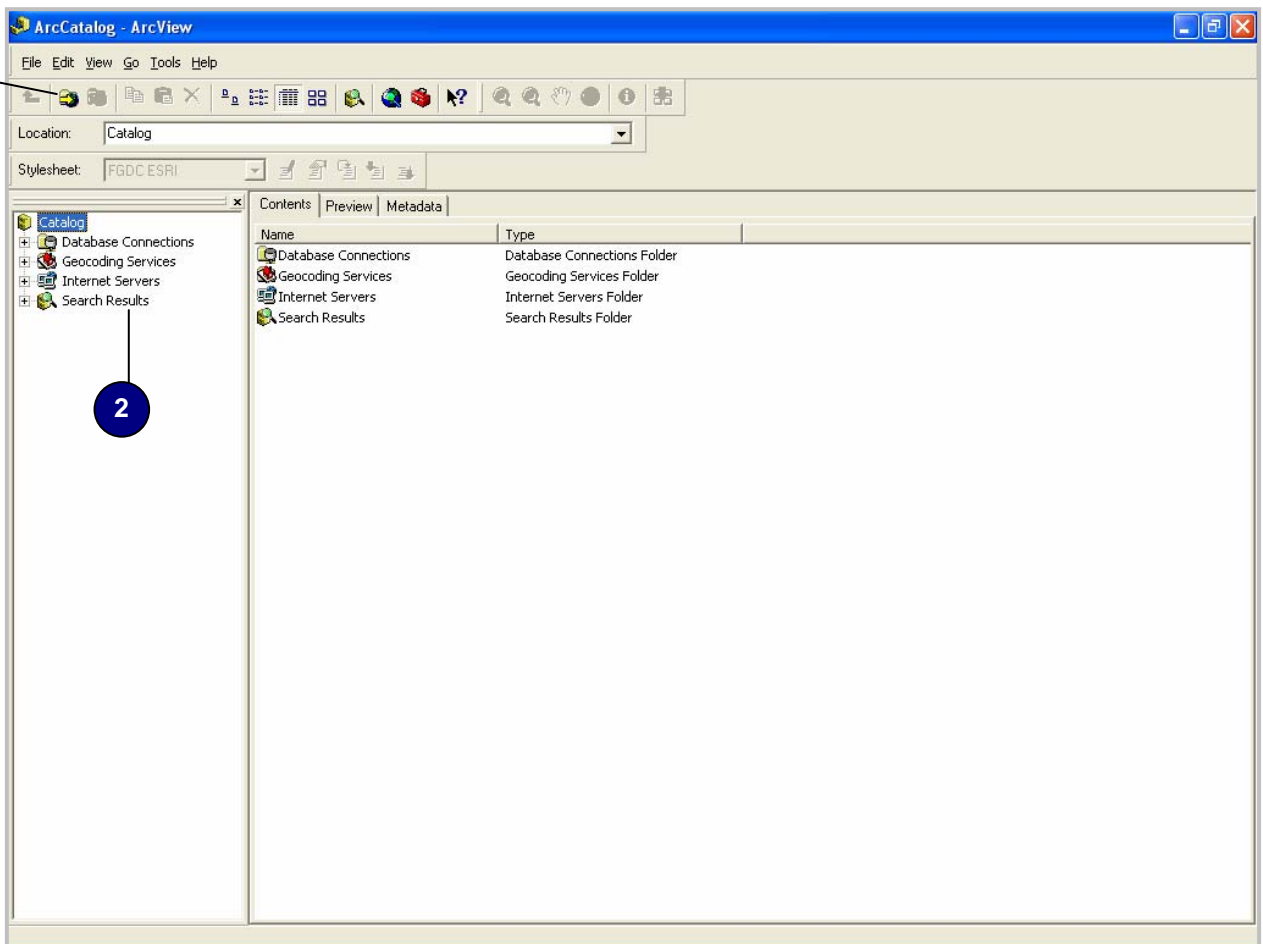 ArcCatalog - ArcView
File Edit View Go Tools Help
Location: Catalog
Stylesheet: FGDC ESRI
Contents Preview Metadata
Catalog
Database Connections
Geocoding Services
Internet Servers
Search Results
Name Type
Database Connections Database Connections Folder
Geocoding Services Geocoding Services Folder
Internet Servers Internet Servers Folder
Search Results Search Results Folder
2